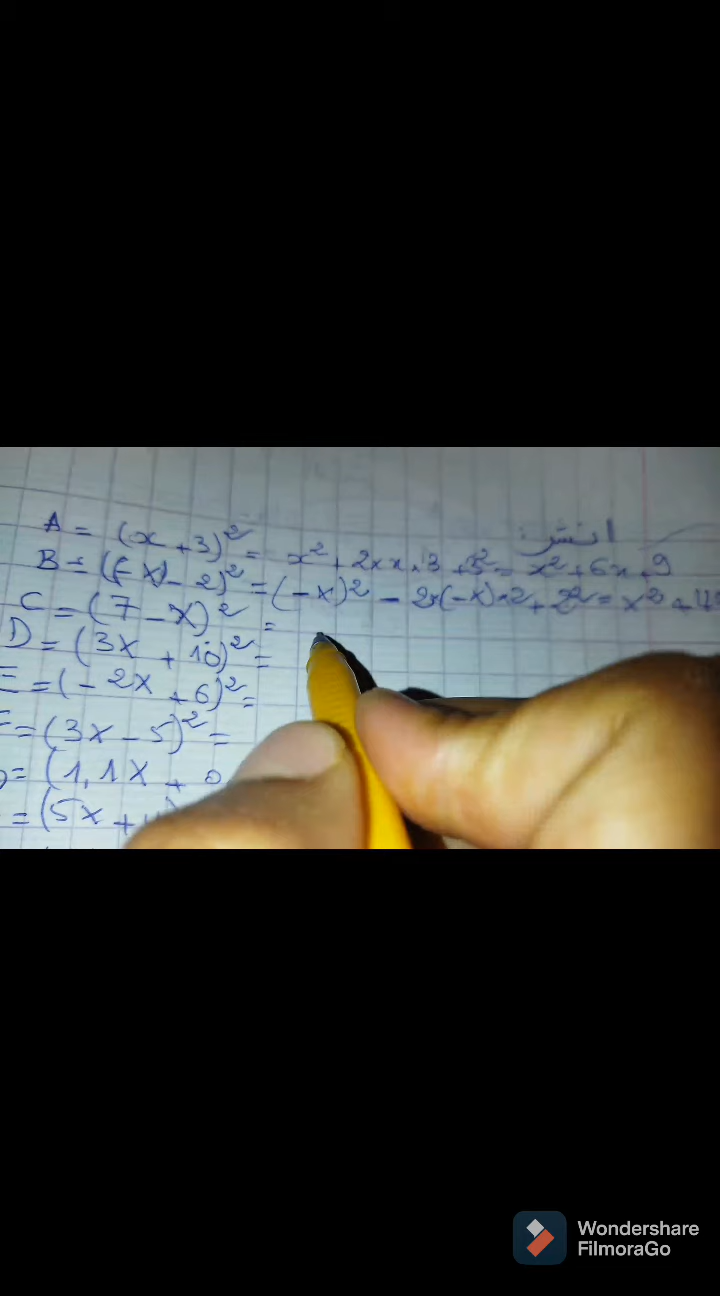 انشر:
A = (x + 3)² = x² + 2×x×3 + 3² = x² + 6x + 9
B = ((-x) - 2)² = (-x)² - 2×(-x)×2 + 2² = x² + 4
C = (7 - x)² =
D = (3x + 10)² =
E = (-2x + 6)² =
= (3x - 5)² =
= (1,1x +
= (5x +
Wondershare
FilmoraGo